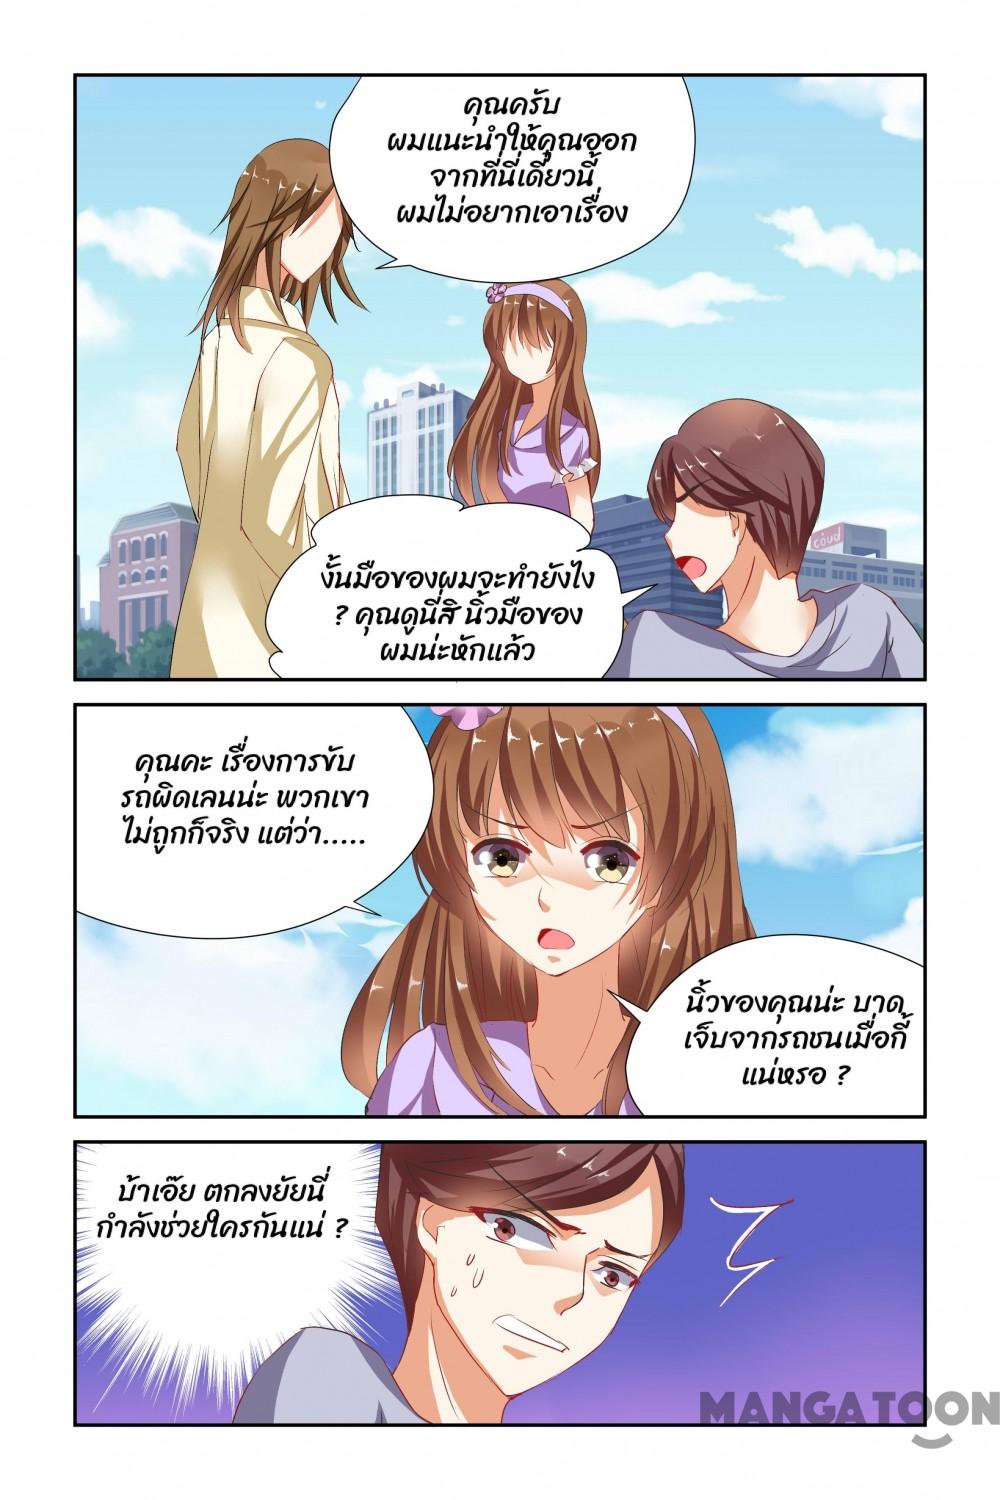 คุณครับ
ผมแนะนำให้คุณออก
จากที่นี่เดี๋ยวนี้
ผมไม่อยากเอาเรื่อง
coud
งั้นมือของผมจะทำยังไง
? คุณดูนี่สิ นิ้วมือของ
ผมน่ะหักแล้ว
คุณคะ เรื่องการขับ
รถผิดเลนน่ะ พวกเขา
ไม่ถูกก็จริง แต่ว่า.....
นิ้วของคุณน่ะ บาด
เจ็บจากรถชนเมื่อกี้
แน่หรอ ?
บ้าเอ๊ย ตกลงยัยนี่
กำลังช่วยใครกันแน่ ?
MANGATOON